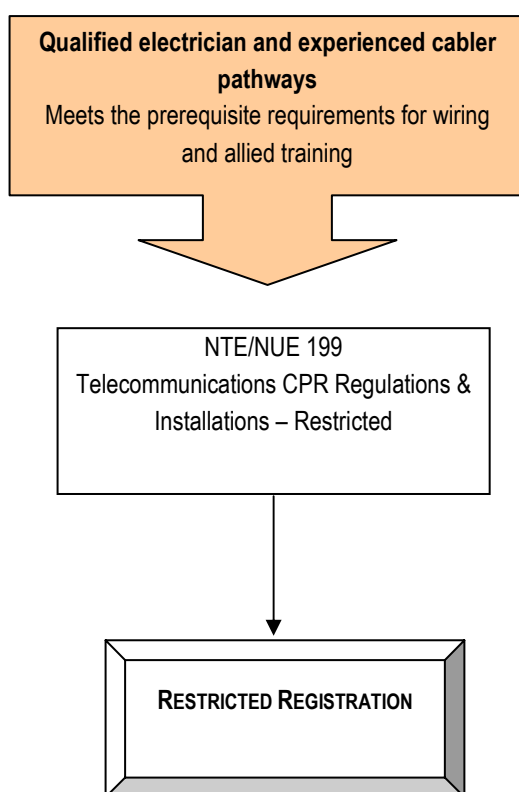 Qualified electrician and experienced cabler
pathways
Meets the prerequisite requirements for wiring
and allied training
NTE/NUE 199
Telecommunications CPR Regulations &
Installations – Restricted
RESTRICTED REGISTRATION